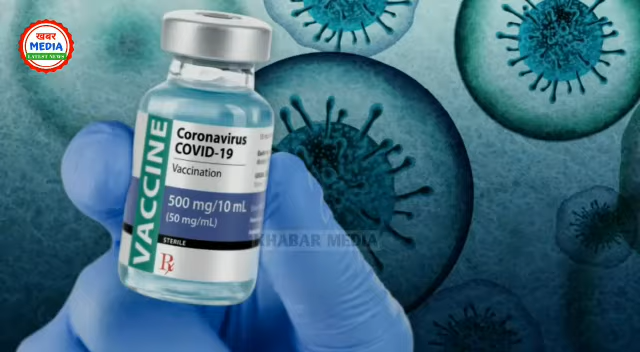 खबर
MEDIA
LATEST NEWS
VACCINE
Coronavirus
COVID-19
Vaccination
500 mg/10 mL
(50 mg/mL)
STERILE
Rx
KHABAR MEDIA